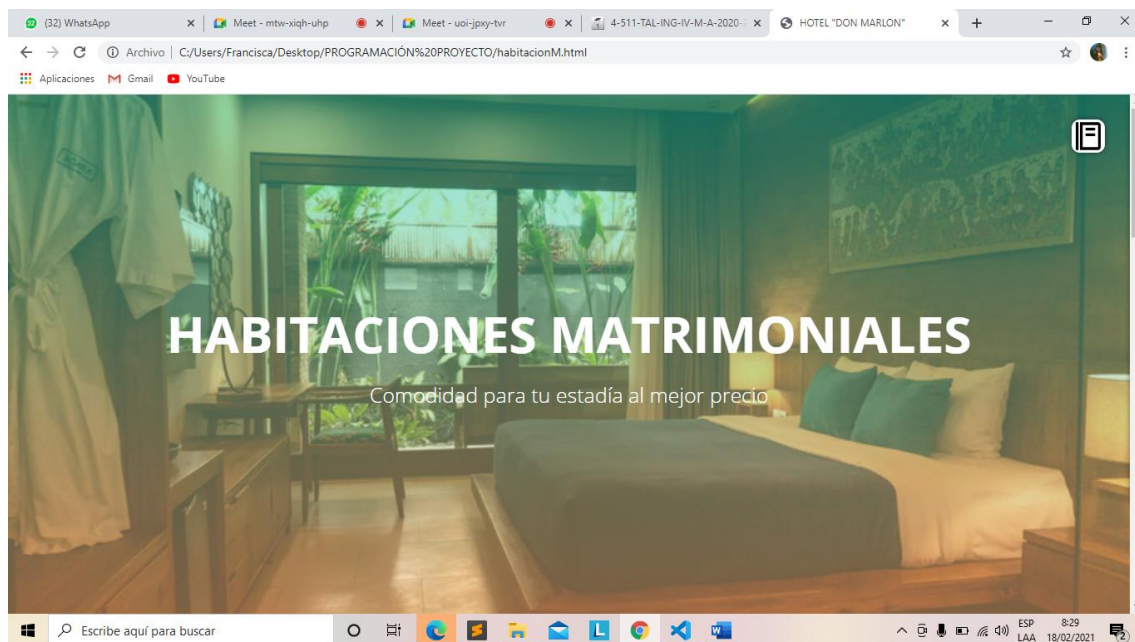 32 (32) WhatsApp
Meet - mtw-xiqh-uhp
Meet - uoi-jpxy-tvr
4-511-TAL-ING-IV-M-A-2020-
HOTEL "DON MARLON"
Archivo | C:/Users/Francisca/Desktop/PROGRAMACIÓN%20PROYECTO/habitacionM.html
Aplicaciones
Gmail
YouTube
HABITACIONES MATRIMONIALES
Comodidad para tu estadía al mejor precio
Escribe aquí para buscar
L
ESP
LAA
8:29
18/02/2021
2